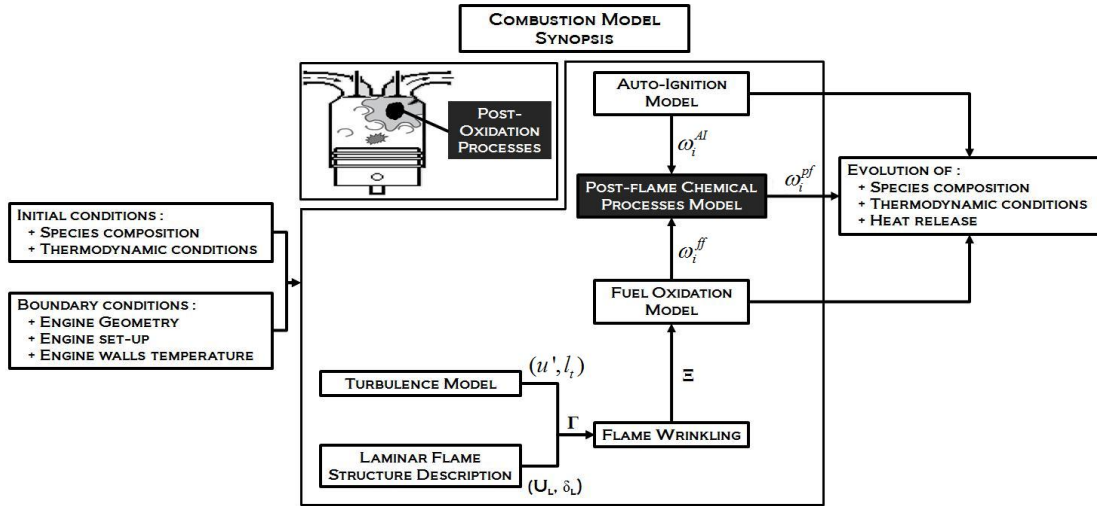 COMBUSTION MODEL
SYNOPSIS
POST-
OXIDATION
PROCESSES
AUTO-IGNITION
MODEL
ω_i^{AI}
POST-FLAME CHEMICAL
PROCESSES MODEL
ω_i^{pf}
EVOLUTION OF :
+ SPECIES COMPOSITION
+ THERMODYNAMIC CONDITIONS
+ HEAT RELEASE
INITIAL CONDITIONS :
+ SPECIES COMPOSITION
+ THERMODYNAMIC CONDITIONS
BOUNDARY CONDITIONS :
+ ENGINE GEOMETRY
+ ENGINE SET-UP
+ ENGINE WALLS TEMPERATURE
ω_i^{ff}
FUEL OXIDATION
MODEL
Ξ
TURBULENCE MODEL
(u', l_t)
Γ
FLAME WRINKLING
LAMINAR FLAME
STRUCTURE DESCRIPTION
(U_L, δ_L)